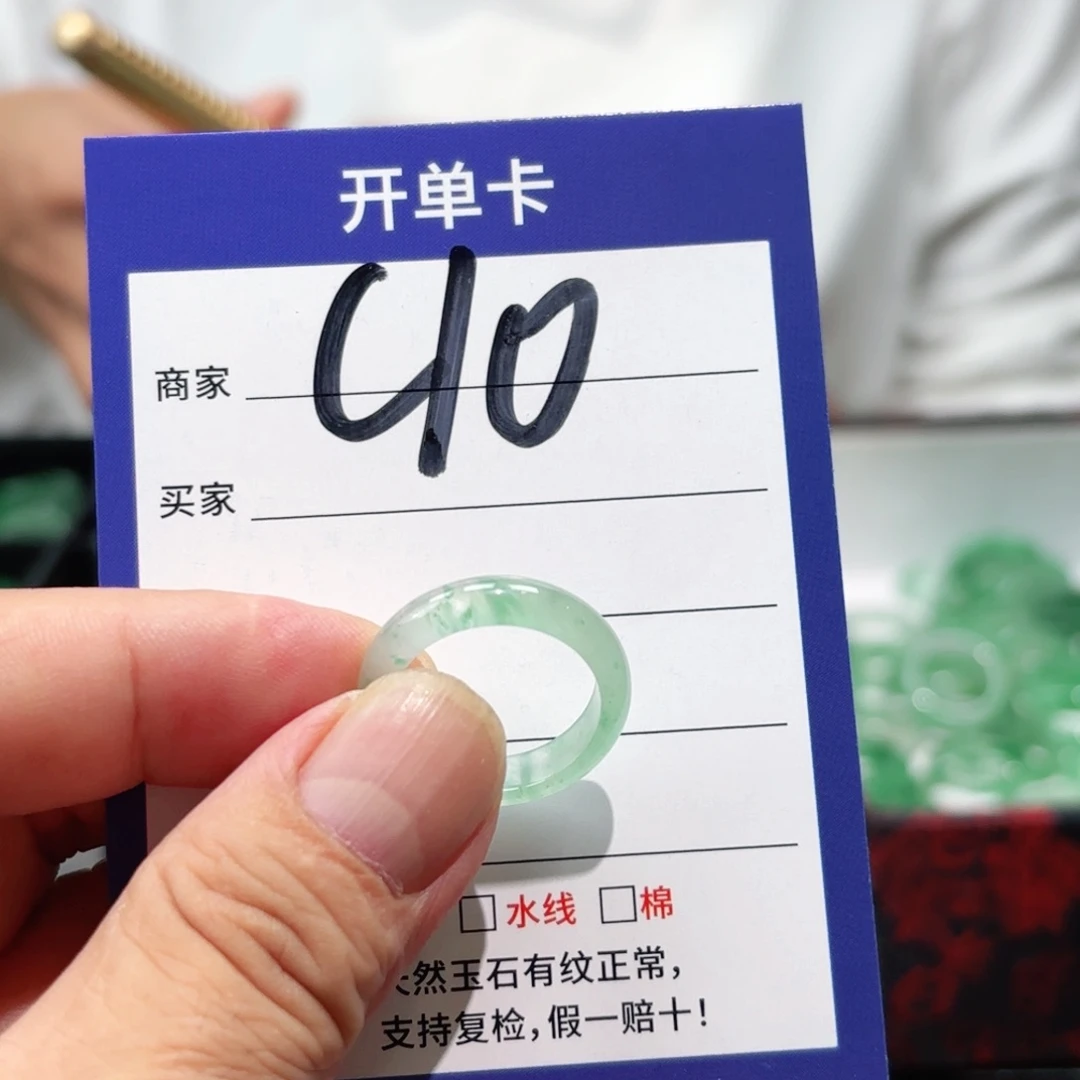 开单卡
商家 40
买家
水线 棉
天然玉石有纹正常，
支持复检，假一赔十！